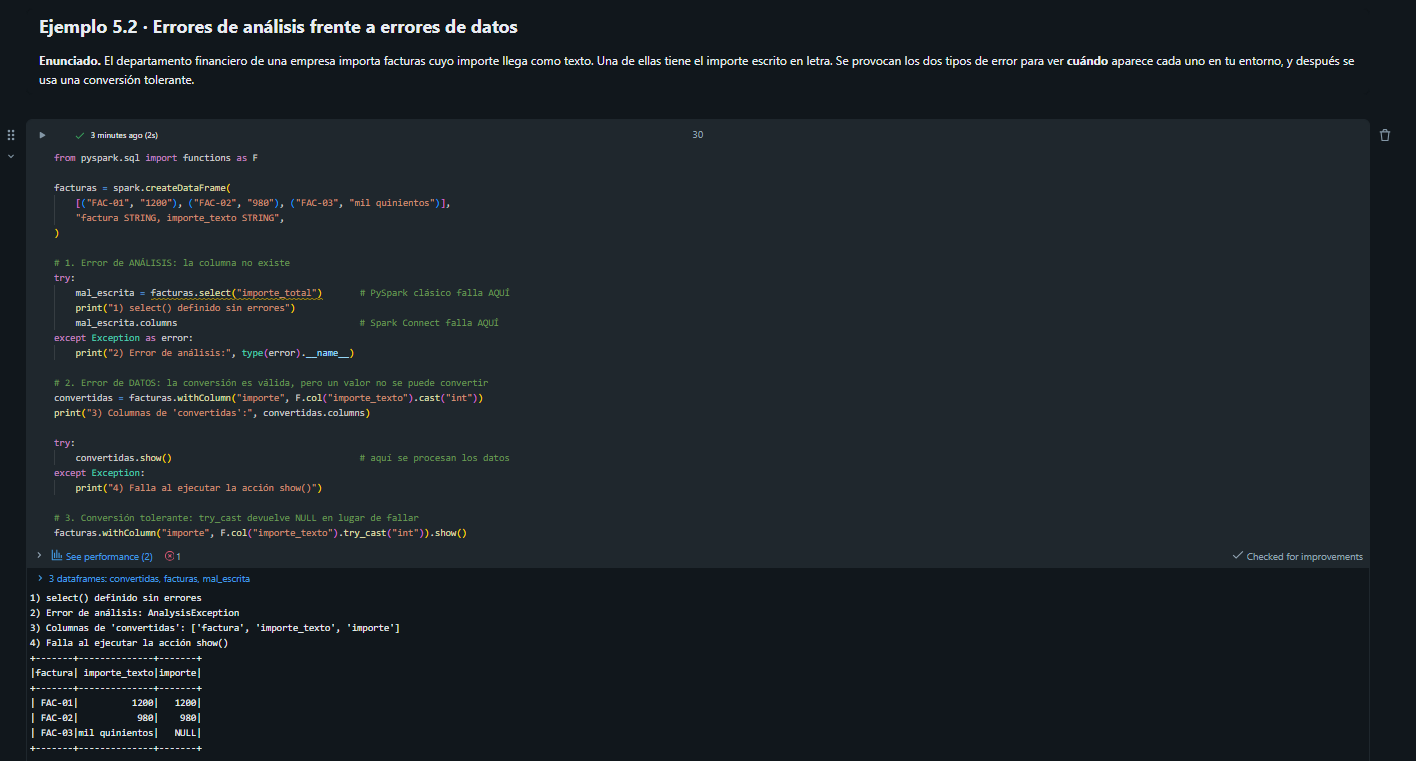 Ejemplo 5.2 · Errores de análisis frente a errores de datos
Enunciado. El departamento financiero de una empresa importa facturas cuyo importe llega como texto. Una de ellas tiene el importe escrito en letra. Se provocan los dos tipos de error para ver cuándo aparece cada uno en tu entorno, y después se
usa una conversión tolerante.
3 minutes ago (2s)
30
from pyspark.sql import functions as F
facturas = spark.createDataFrame(
[("FAC-01", "1200"), ("FAC-02", "980"), ("FAC-03", "mil quinientos")],
"factura STRING, importe_texto STRING",
)
# 1. Error de ANÁLISIS: la columna no existe
try:
mal_escrita = facturas.select("importe_total")       # PySpark clásico falla AQUÍ
print("1) select() definido sin errores")
mal_escrita.columns                                  # Spark Connect falla AQUÍ
except Exception as error:
print("2) Error de análisis:", type(error).__name__)
# 2. Error de DATOS: la conversión es válida, pero un valor no se puede convertir
convertidas = facturas.withColumn("importe", F.col("importe_texto").cast("int"))
print("3) Columnas de 'convertidas':", convertidas.columns)
try:
convertidas.show()                                   # aquí se procesan los datos
except Exception:
print("4) Falla al ejecutar la acción show()")
# 3. Conversión tolerante: try_cast devuelve NULL en lugar de fallar
facturas.withColumn("importe", F.col("importe_texto").try_cast("int")).show()
See performance (2) 1
Checked for improvements
3 dataframes: convertidas, facturas, mal_escrita
1) select() definido sin errores
2) Error de análisis: AnalysisException
3) Columnas de 'convertidas': ['factura', 'importe_texto', 'importe']
4) Falla al ejecutar la acción show()
+-------+--------------+-------+
|factura| importe_texto|importe|
+-------+--------------+-------+
| FAC-01|          1200|   1200|
| FAC-02|           980|    980|
| FAC-03|mil quinientos|   NULL|
+-------+--------------+-------+